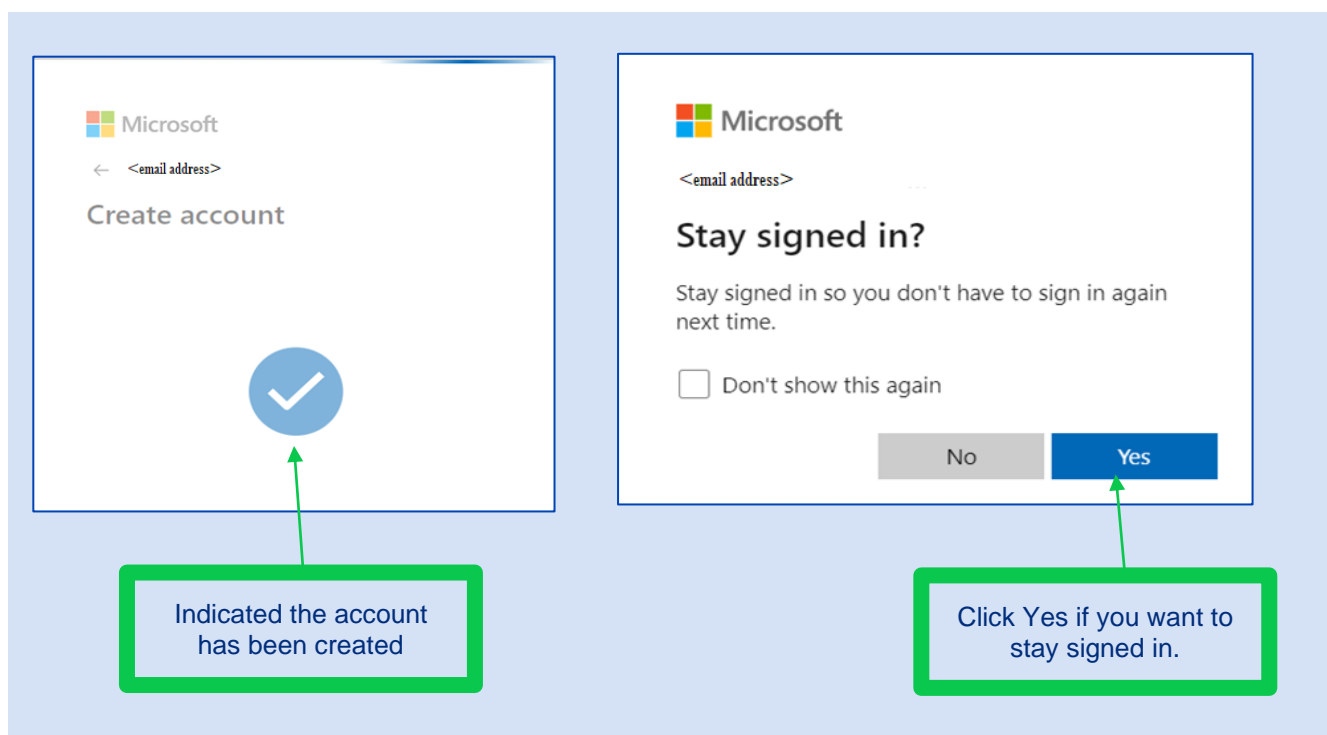 Microsoft
← <email address>
Create account
Indicated the account
has been created
Microsoft
<email address>
Stay signed in?
Stay signed in so you don't have to sign in again
next time.
Don't show this again
No
Yes
Click Yes if you want to
stay signed in.